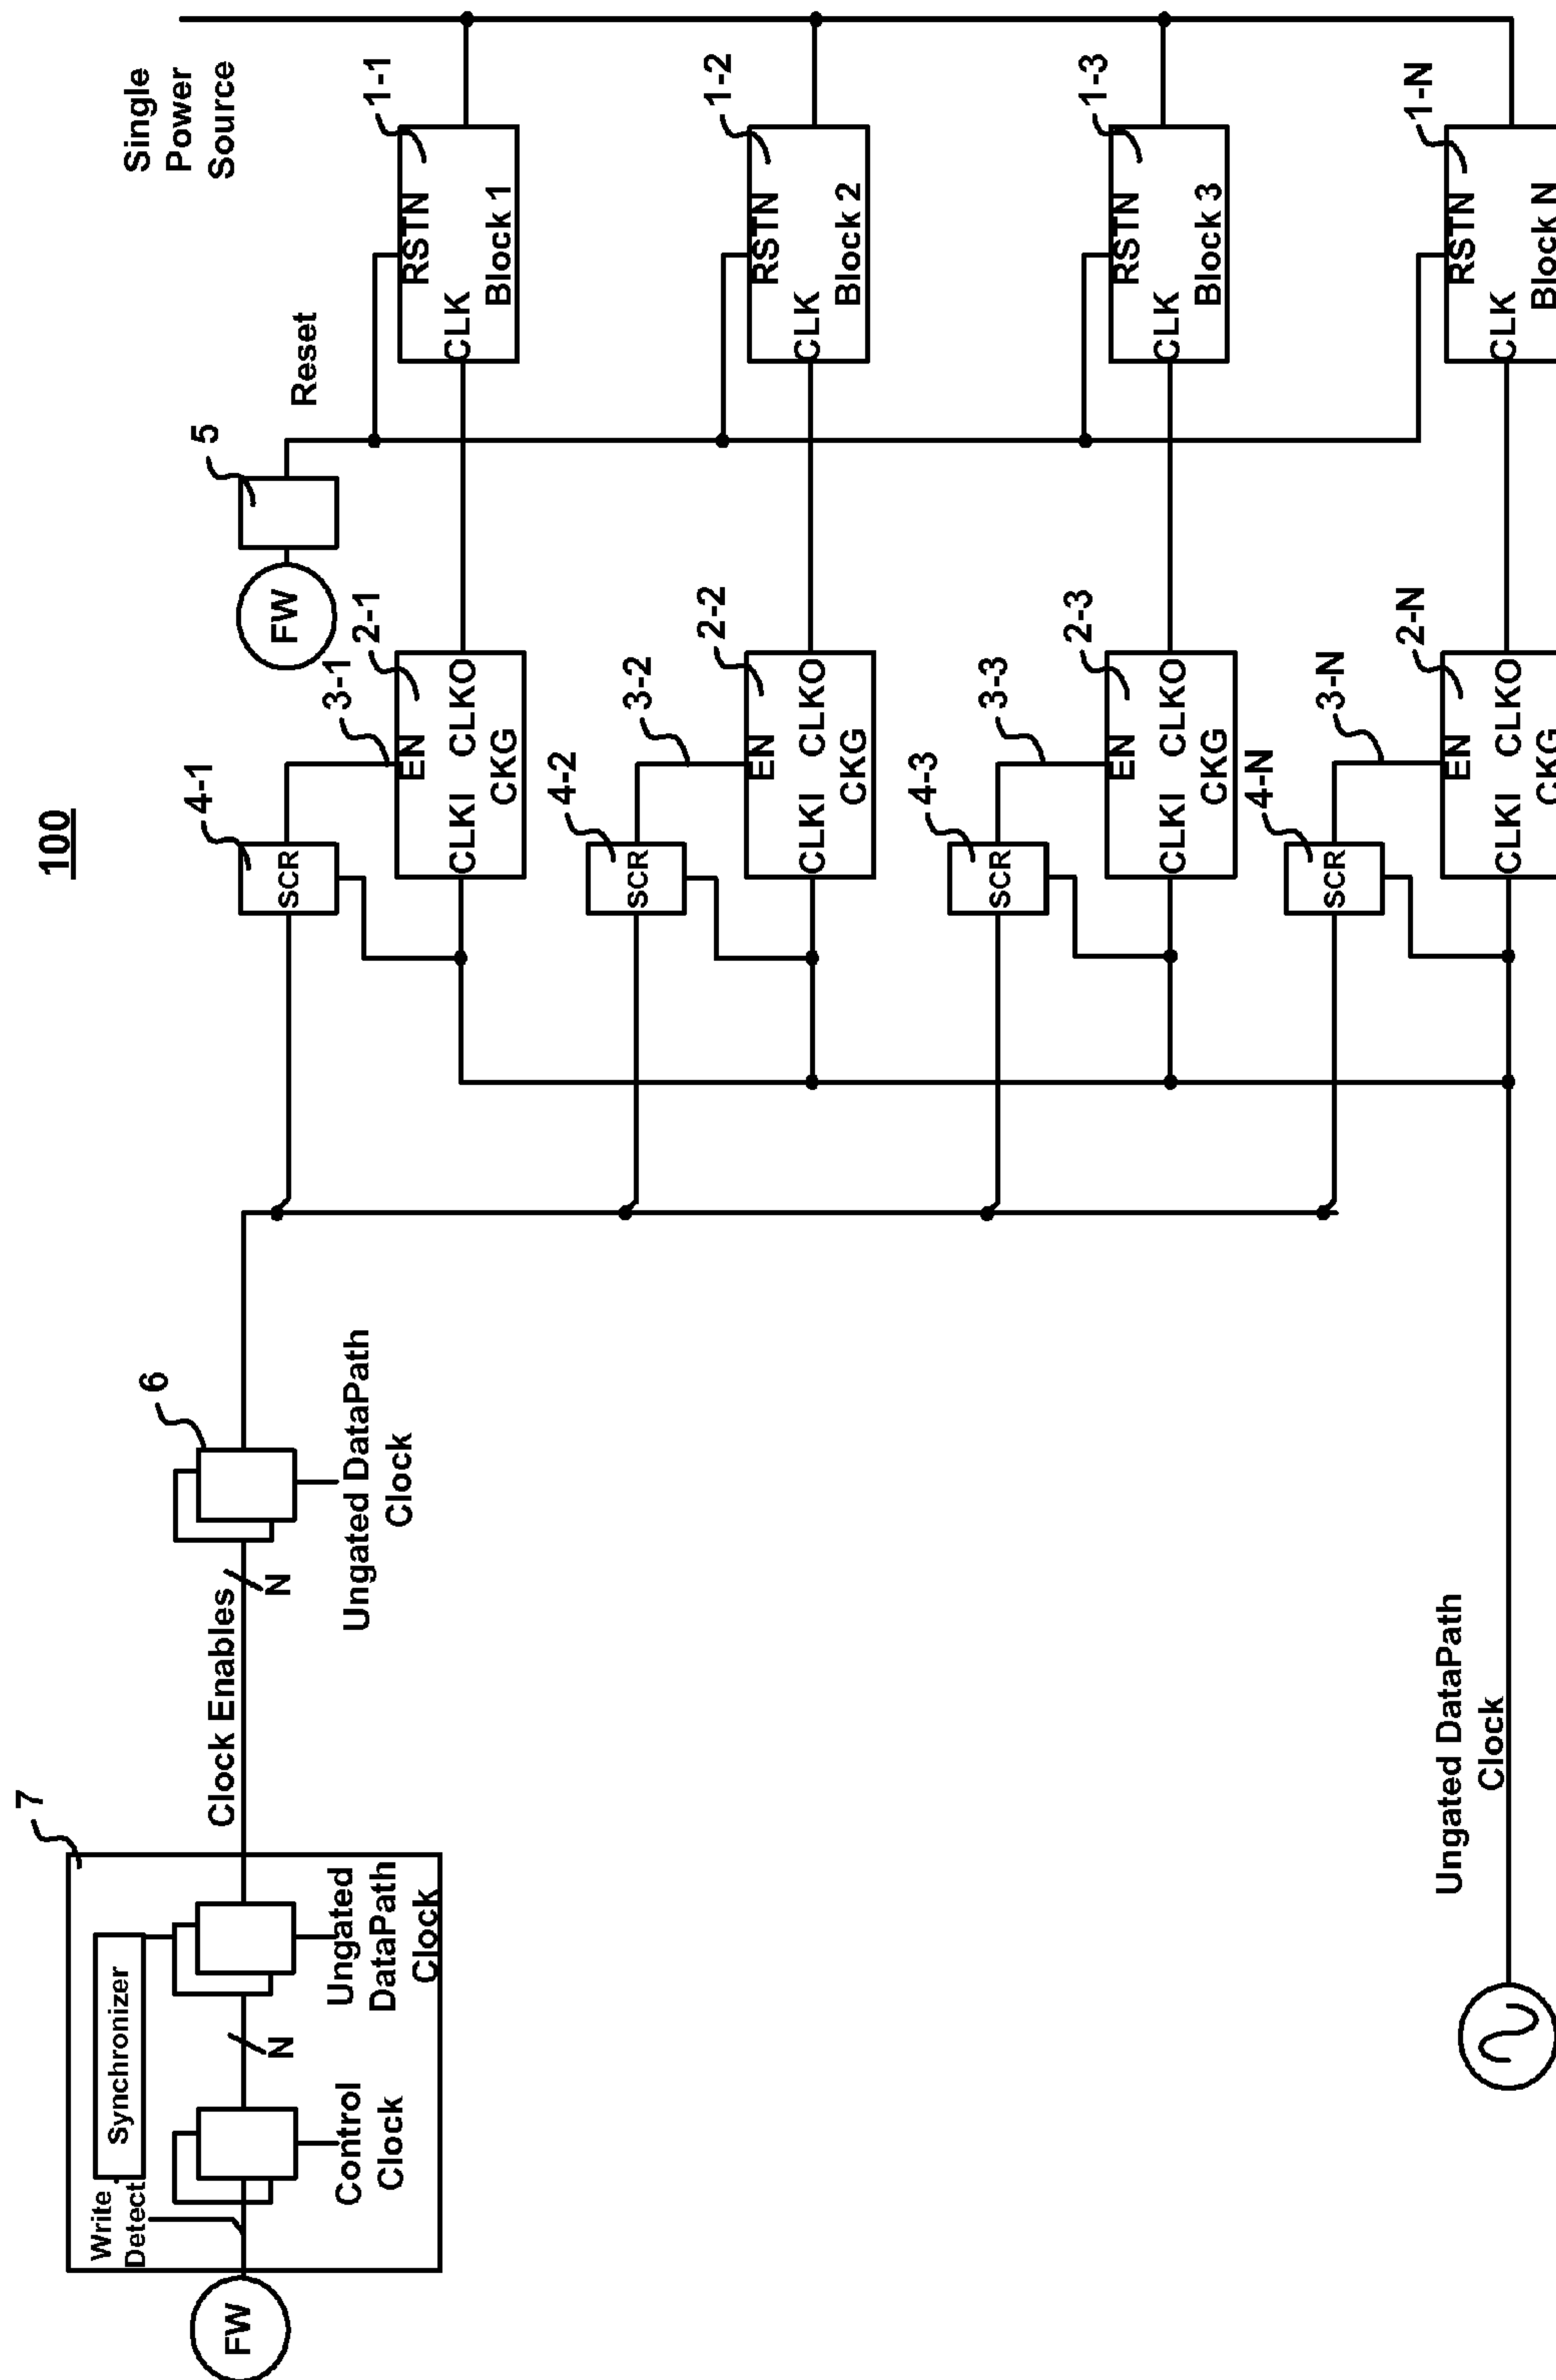 100
FW
7
Write
Detect
Synchronizer
Control
Clock
N
Ungated
DataPath
Clock
Clock Enables
N
6
Ungated DataPath
Clock
FW
5
Reset
Single
Power
Source
4-1
SCR
3-1
2-1
EN
CLKI CLKO
CKG
1-1
RSTN
CLK
Block 1
4-2
SCR
3-2
2-2
EN
CLKI CLKO
CKG
1-2
RSTN
CLK
Block 2
4-3
SCR
3-3
2-3
EN
CLKI CLKO
CKG
1-3
RSTN
CLK
Block 3
4-N
SCR
3-N
2-N
EN
CLKI CLKO
CKG
1-N
RSTN
CLK
Block N
Ungated DataPath
Clock